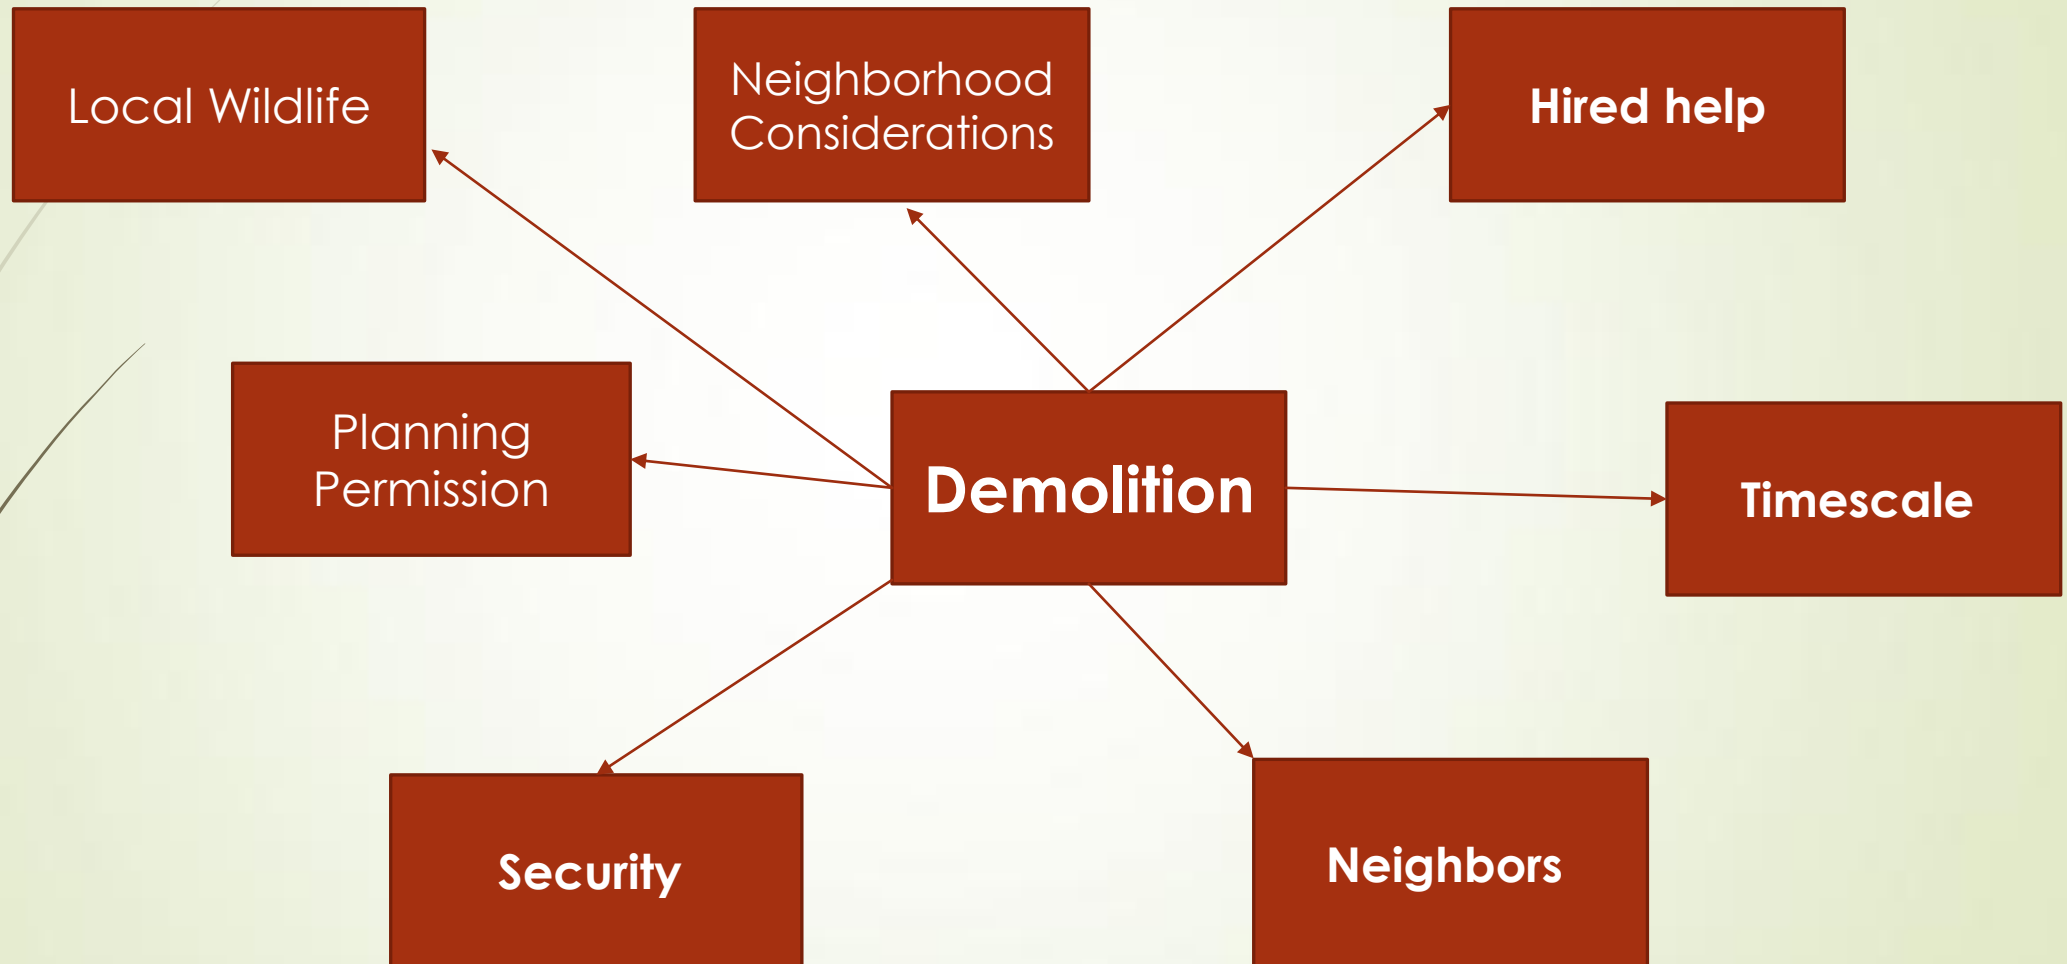 Local Wildlife
Neighborhood
Considerations
Hired help
Planning
Permission
Demolition
Timescale
Security
Neighbors